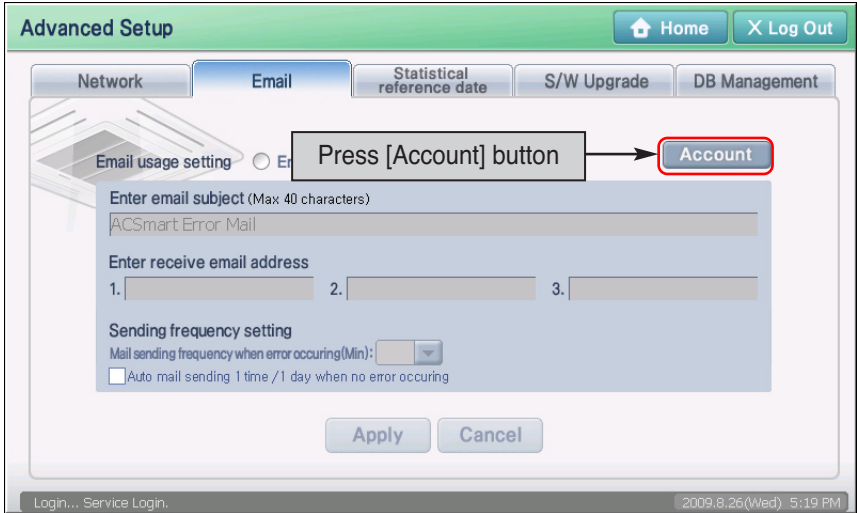 Advanced Setup
Home
X Log Out
Network
Email
Statistical
reference date
S/W Upgrade
DB Management
Email usage setting
Press [Account] button
Account
Enter email subject (Max 40 characters)
ACSmart Error Mail
Enter receive email address
1.
2.
3.
Sending frequency setting
Mail sending frequency when error occuring(Min):
Auto mail sending 1 time /1 day when no error occuring
Apply
Cancel
Login... Service Login.
2009.8.26(Wed) 5:19 PM